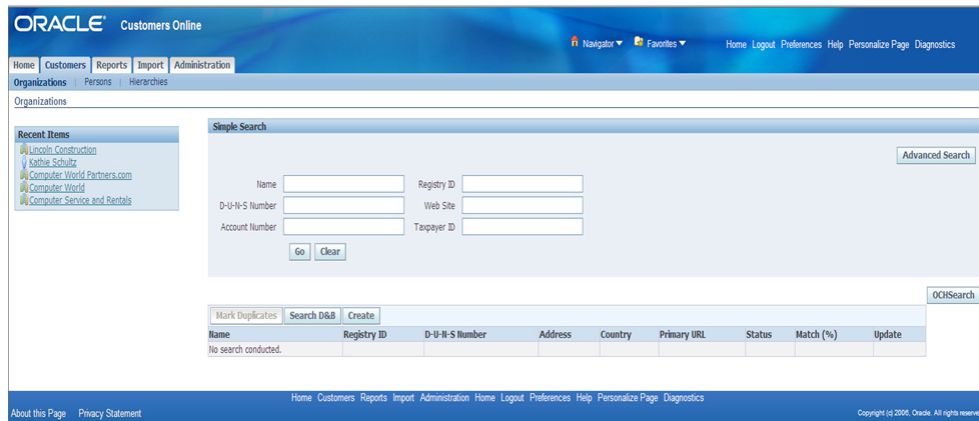 ORACLE Customers Online
Navigator Favorites Home Logout Preferences Help Personalize Page Diagnostics
Home Customers Reports Import Administration
Organizations | Persons | Hierarchies
Organizations
Recent Items
Lincoln Construction
Kathie Schultz
Computer World Partners.com
Computer World
Computer Service and Rentals
Simple Search
Advanced Search
Name Registry ID
D-U-N-S Number Web Site
Account Number Taxpayer ID
Go Clear
OCHSearch
Mark Duplicates Search D&B Create
Name Registry ID D-U-N-S Number Address Country Primary URL Status Match (%) Update
No search conducted.
Home Customers Reports Import Administration Home Logout Preferences Help Personalize Page Diagnostics
About this Page Privacy Statement Copyright (c) 2006, Oracle. All rights reserve